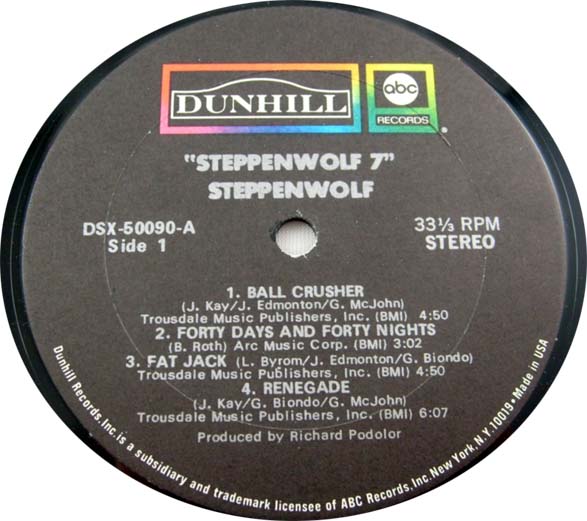 DUNHILL
abc
RECORDS
"STEPPENWOLF 7"
STEPPENWOLF
DSX-50090-A
Side 1
33⅓ RPM
STEREO
1. BALL CRUSHER
(J. Kay/J. Edmonton/G. McJohn)
Trousdale Music Publishers, Inc. (BMI) 4:50
2. FORTY DAYS AND FORTY NIGHTS
(B. Roth) Arc Music Corp. (BMI) 3:02
3. FAT JACK (L. Byrom/J. Edmonton/G. Biondo)
Trousdale Music Publishers, Inc. (BMI) 4:50
4. RENEGADE
(J. Kay/G. Biondo/G. McJohn)
Trousdale Music Publishers, Inc. (BMI) 6:07
Produced by Richard Podolor
Dunhill Records, Inc. is a subsidiary and trademark licensee of ABC Records, Inc. New York, N.Y. 10019 • Made in USA